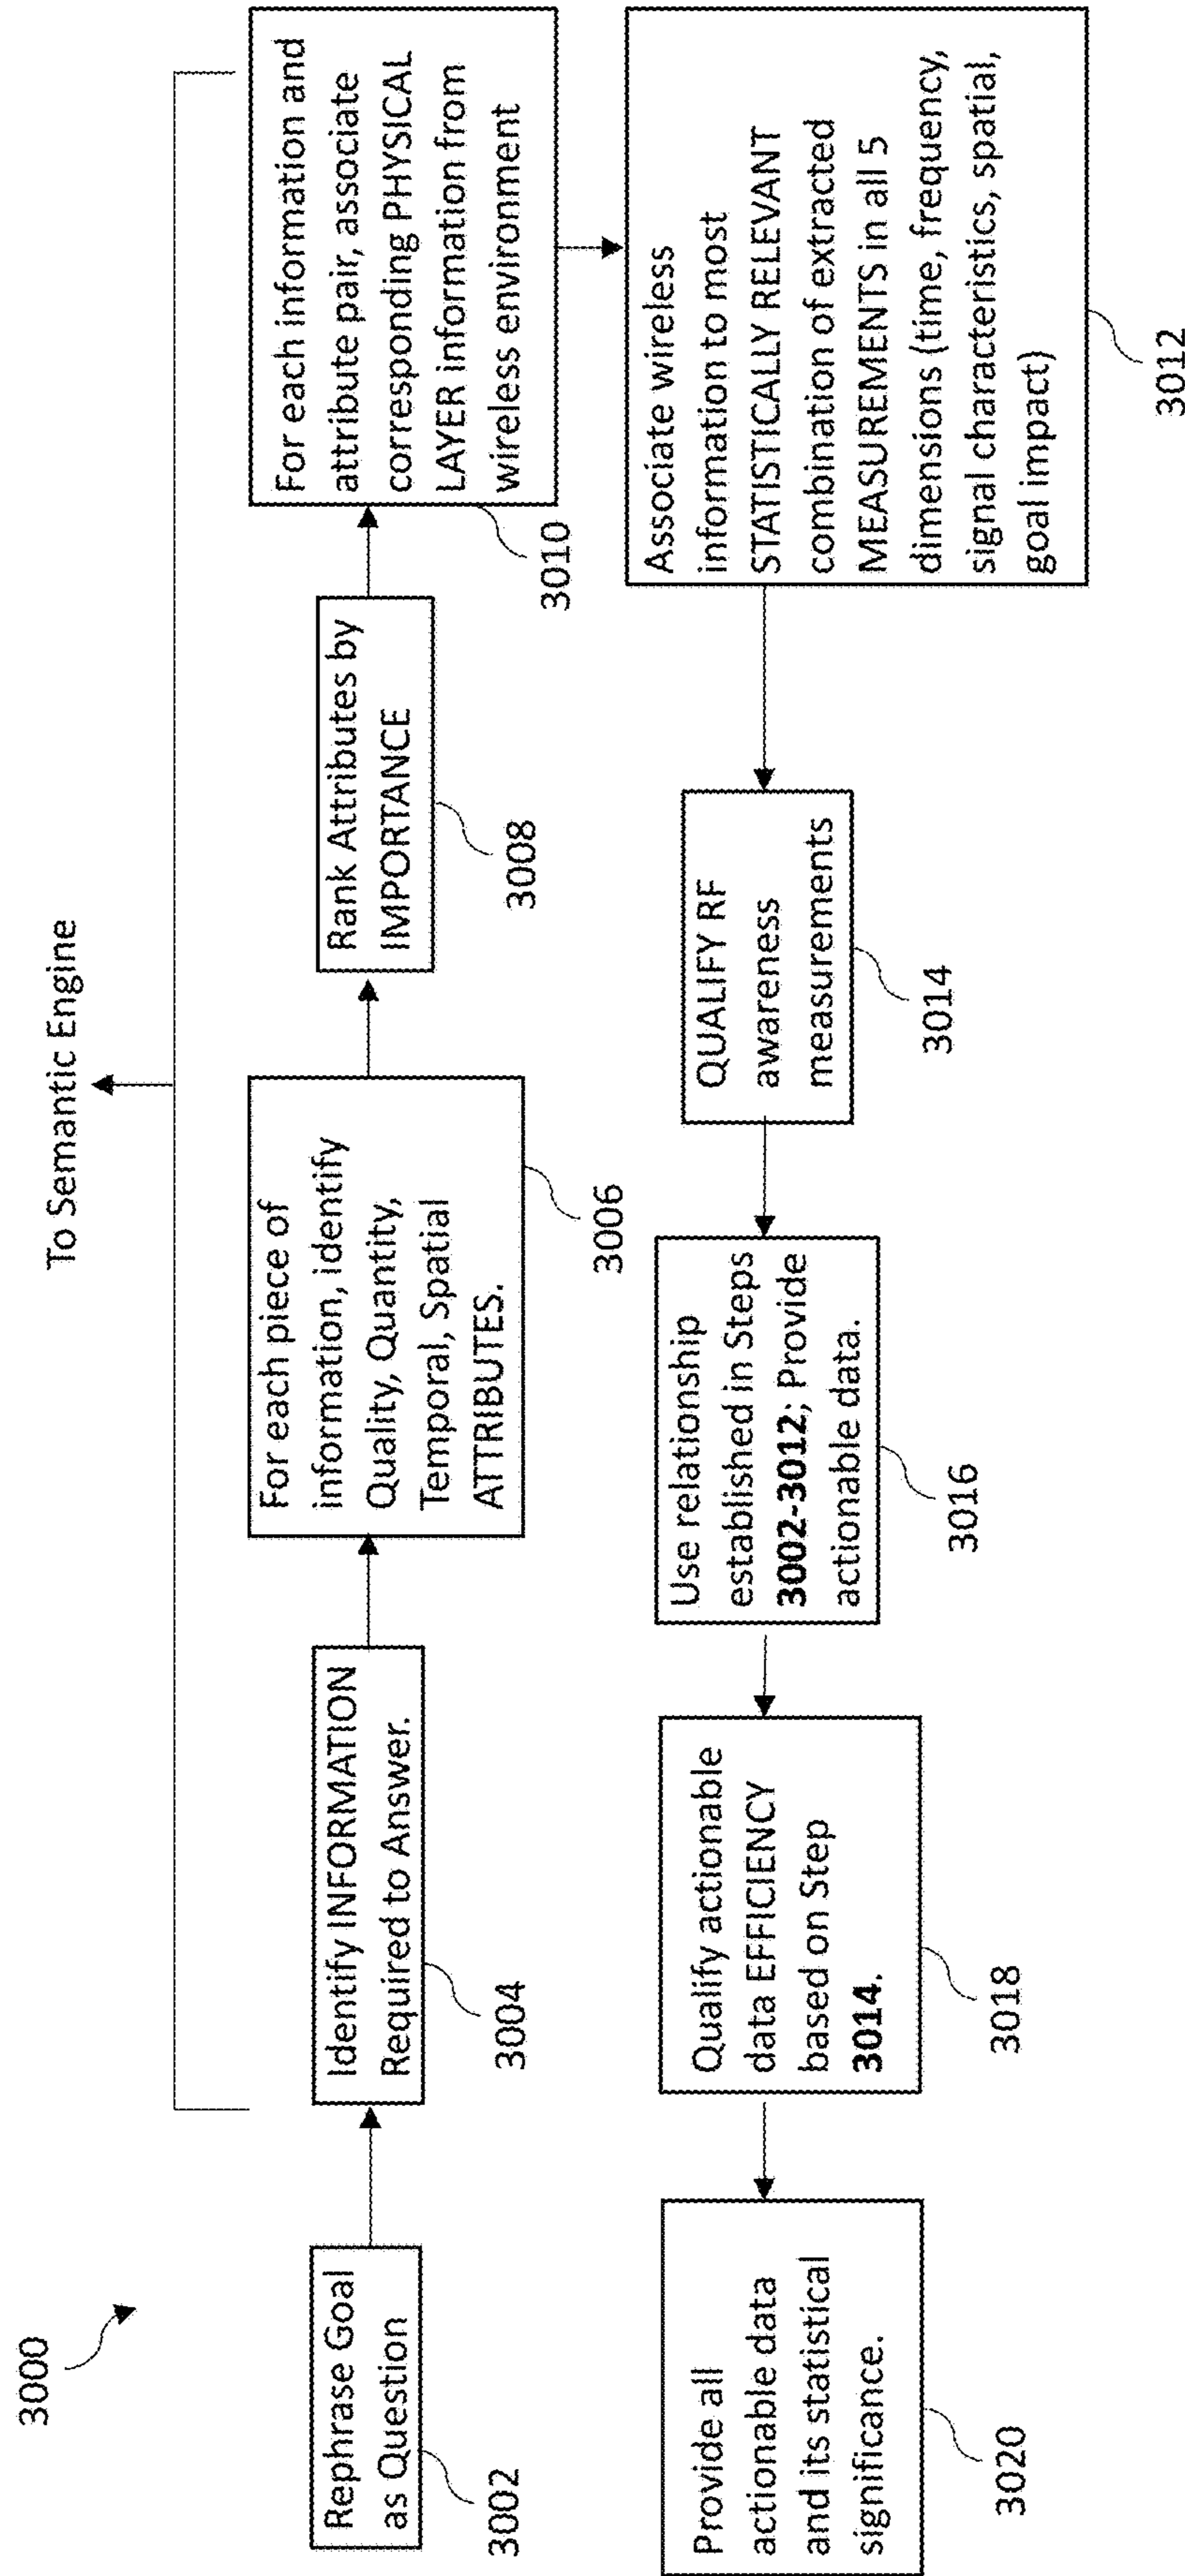 3000
To Semantic Engine
Rephrase Goal
as Question
3002
Identify INFORMATION
Required to Answer.
3004
For each piece of
information, identify
Quality, Quantity,
Temporal, Spatial
ATTRIBUTES.
3006
Rank Attributes by
IMPORTANCE
3008
For each information and
attribute pair, associate
corresponding PHYSICAL
LAYER information from
wireless environment
3010
Associate wireless
information to most
STATISTICALLY RELEVANT
combination of extracted
MEASUREMENTS in all 5
dimensions (time, frequency,
signal characteristics, spatial,
goal impact)
3012
QUALIFY RF
awareness
measurements
3014
Use relationship
established in Steps
3002-3012; Provide
actionable data.
3016
Qualify actionable
data EFFICIENCY
based on Step
3014.
3018
Provide all
actionable data
and its statistical
significance.
3020